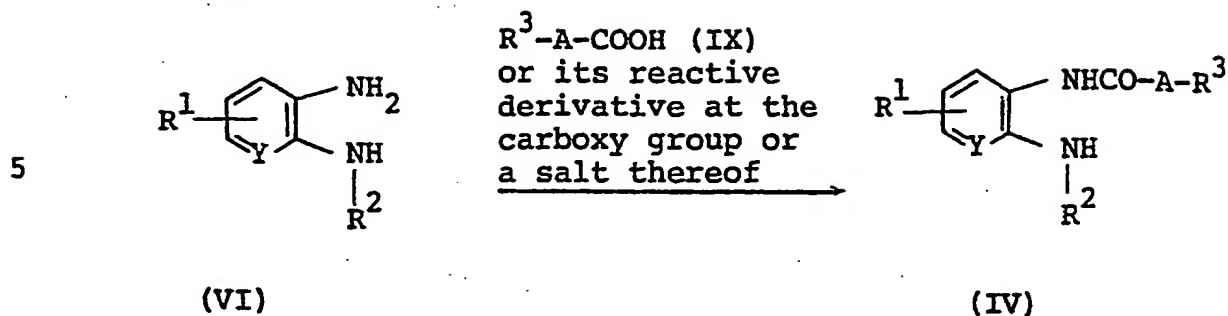 R³-A-COOH (IX)
or its reactive
derivative at the
carboxy group or
a salt thereof
R¹
Y
NH₂
NH
R²
R¹
Y
NHCO-A-R³
NH
R²
5
(VI)
(IV)